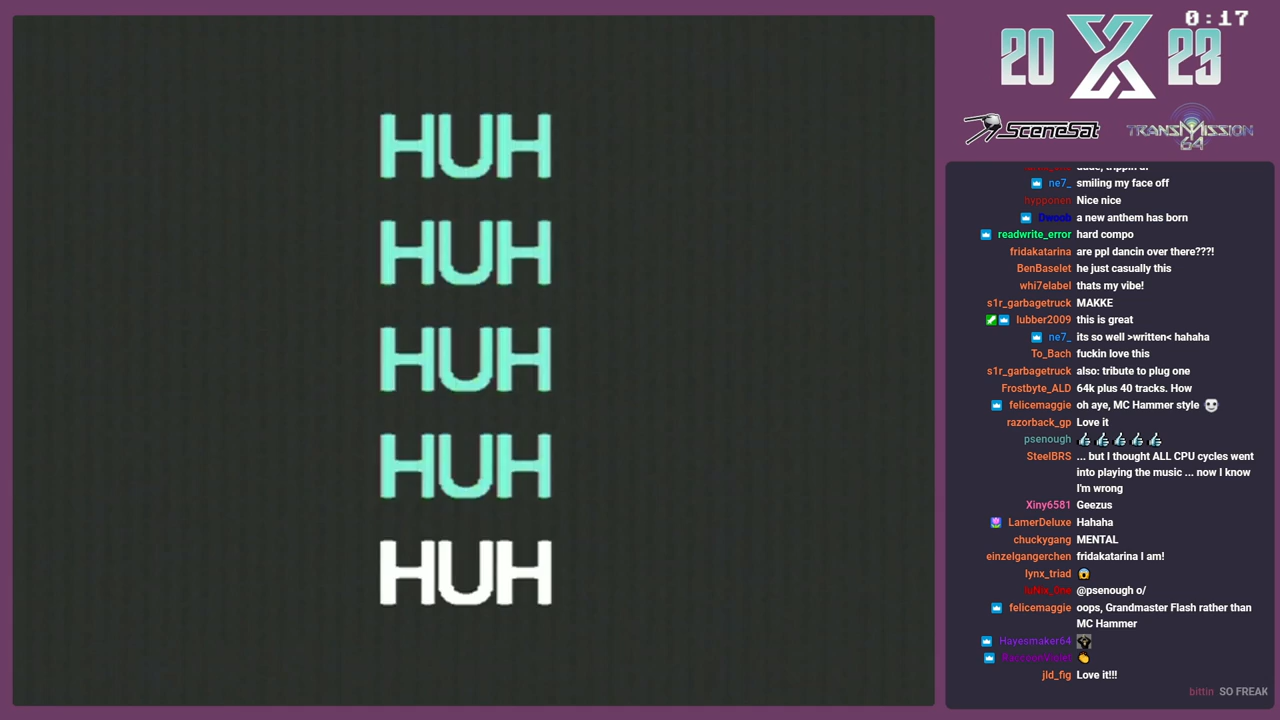 HUH
HUH
HUH
HUH
HUH
0:17
20 X 23
SceneSat
TRANSMISSION
64
ne7_ smiling my face off
hypponen Nice nice
Dwoob a new anthem has born
readwrite_error hard compo
fridakatarina are ppl dancin over there???!
BenBaselet he just casually this
whi7elabel thats my vibe!
s1r_garbagetruck MAKKE
lubber2009 this is great
ne7_ its so well >written< hahaha
To_Bach fuckin love this
s1r_garbagetruck also: tribute to plug one
Frostbyte_ALD 64k plus 40 tracks. How
felicemaggie oh aye, MC Hammer style
razorback_gp Love it
psenough 👍👍👍👍👍
SteelBRS ... but I thought ALL CPU cycles went
into playing the music ... now I know
I'm wrong
Xiny6581 Geezus
LamerDeluxe Hahaha
chuckygang MENTAL
einzelgangerchen fridakatarina I am!
lynx_triad 😱
luNix_0ne @psenough o/
felicemaggie oops, Grandmaster Flash rather than
MC Hammer
Hayesmaker64
RaccoonViolet 👏
jld_fig Love it!!!
bittin SO FREAK